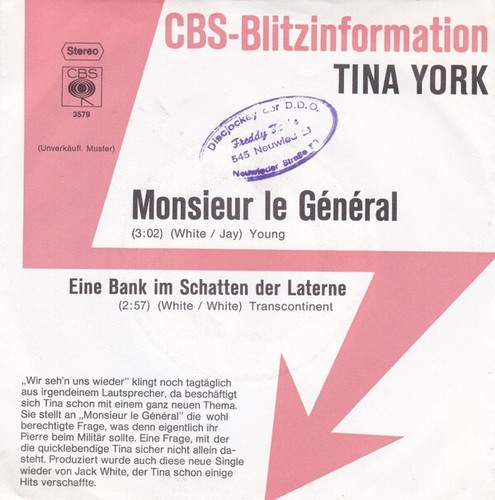 CBS-Blitzinformation
Stereo
TINA YORK
CBS
3579
(Unverkäufl. Muster)
Discjockey der D.D.O.
Freddy
545 Neuwied 21
Neuwieder Straße
Monsieur le Général
(3:02) (White / Jay) Young
Eine Bank im Schatten der Laterne
(2:57) (White / White) Transcontinent
„Wir seh'n uns wieder" klingt noch tagtäglich
aus irgendeinem Lautsprecher, da beschäftigt
sich Tina schon mit einem ganz neuen Thema.
Sie stellt an „Monsieur le Général" die wohl
berechtigte Frage, was denn eigentlich ihr
Pierre beim Militär sollte. Eine Frage, mit der
die quicklebendige Tina sicher nicht allein da-
steht. Produziert wurde auch diese neue Single
wieder von Jack White, der Tina schon einige
Hits verschaffte.